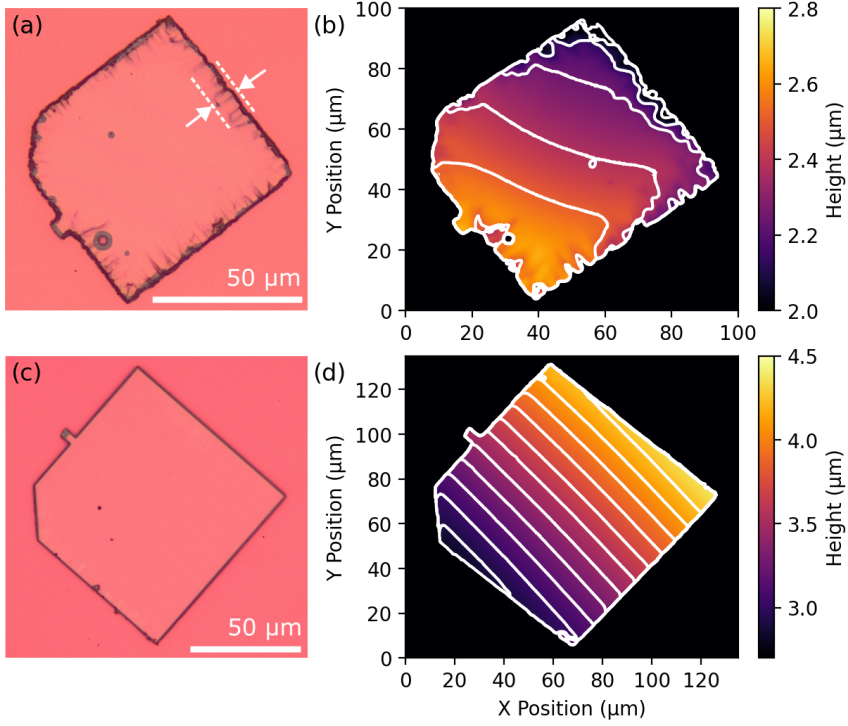 (a)
50 µm
(b)
100
80
60
40
20
0
Y Position (µm)
0 20 40 60 80 100
2.8
2.6
2.4
2.2
2.0
Height (µm)
(c)
50 µm
(d)
120
100
80
60
40
20
0
Y Position (µm)
0 20 40 60 80 100 120
X Position (µm)
4.5
4.0
3.5
3.0
Height (µm)